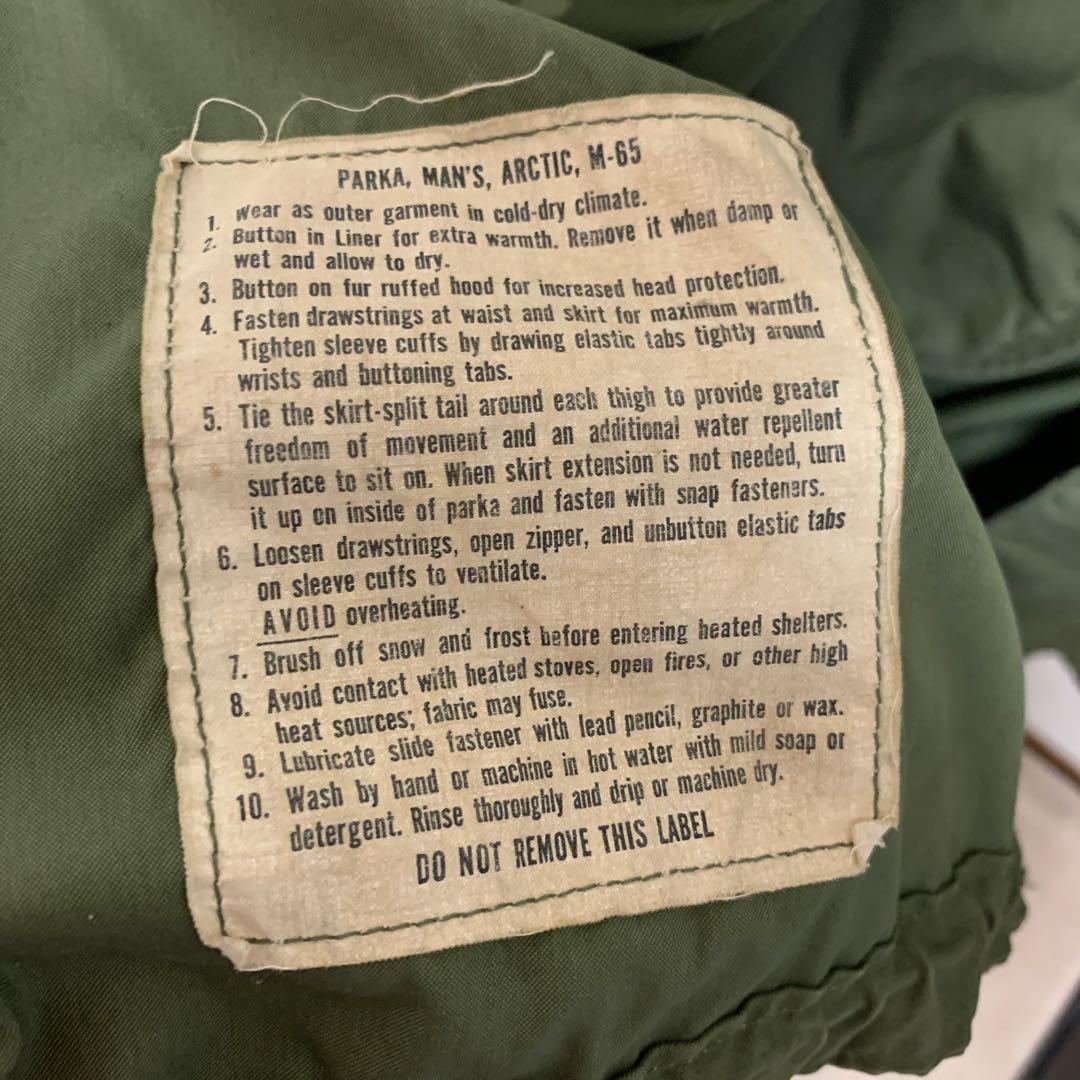 PARKA, MAN'S, ARCTIC, M-65
1. Wear as outer garment in cold-dry climate.
2. Button in Liner for extra warmth. Remove it when damp or
wet and allow to dry.
3. Button on fur ruffed hood for increased head protection.
4. Fasten drawstrings at waist and skirt for maximum warmth.
Tighten sleeve cuffs by drawing elastic tabs tightly around
wrists and buttoning tabs.
5. Tie the skirt-split tail around each thigh to provide greater
freedom of movement and an additional water repellent
surface to sit on. When skirt extension is not needed, turn
it up on inside of parka and fasten with snap fasteners.
6. Loosen drawstrings, open zipper, and unbutton elastic tabs
on sleeve cuffs to ventilate.
AVOID overheating.
7. Brush off snow and frost before entering heated shelters.
8. Avoid contact with heated stoves, open fires, or other high
heat sources; fabric may fuse.
9. Lubricate slide fastener with lead pencil, graphite or wax.
10. Wash by hand or machine in hot water with mild soap or
detergent. Rinse thoroughly and drip or machine dry.
DO NOT REMOVE THIS LABEL